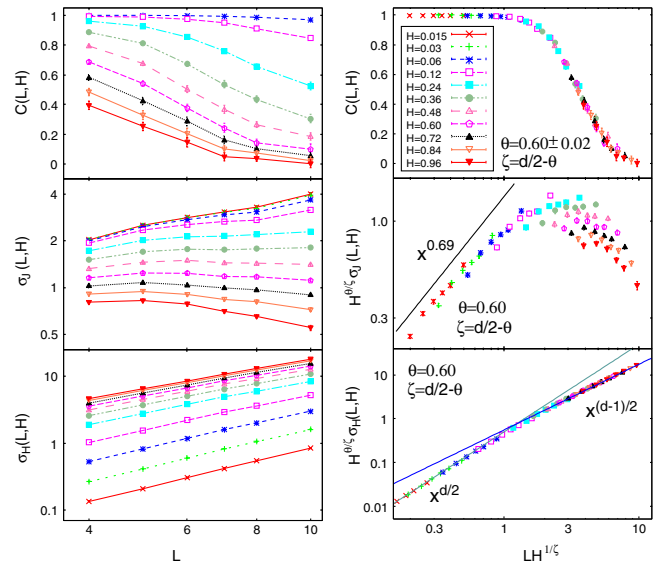 1
0.8
0.6
0.4
0.2
0
C(L,H)
4
2
1
0.5
σJ(L,H)
10
1
0.1
σH(L,H)
4
6
8
10
L
1
0.8
0.6
0.4
0.2
0
C(L,H)
H=0.015
H=0.03
H=0.06
H=0.12
H=0.24
H=0.36
H=0.48
H=0.60
H=0.72
H=0.84
H=0.96
θ=0.60±0.02
ζ=d/2-θ
1.0
0.3
H^θ/ζ σJ(L,H)
x^0.69
θ=0.60
ζ=d/2-θ
10
1
0.1
0.01
H^θ/ζ σH(L,H)
θ=0.60
ζ=d/2-θ
x^(d-1)/2
x^d/2
0.3
1
3
10
LH^1/ζ